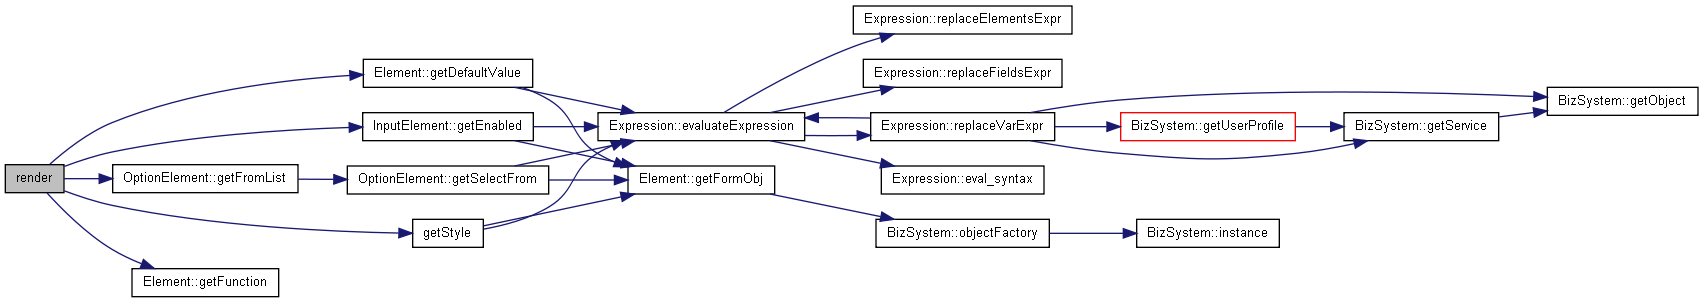 Expression::replaceElementsExpr
Element::getDefaultValue
Expression::replaceFieldsExpr
BizSystem::getObject
InputElement::getEnabled
Expression::evaluateExpression
Expression::replaceVarExpr
BizSystem::getUserProfile
BizSystem::getService
render
OptionElement::getFromList
OptionElement::getSelectFrom
Element::getFormObj
Expression::eval_syntax
getStyle
BizSystem::objectFactory
BizSystem::instance
Element::getFunction